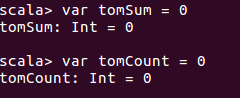 scala> var tomSum = 0
tomSum: Int = 0
scala> var tomCount = 0
tomCount: Int = 0